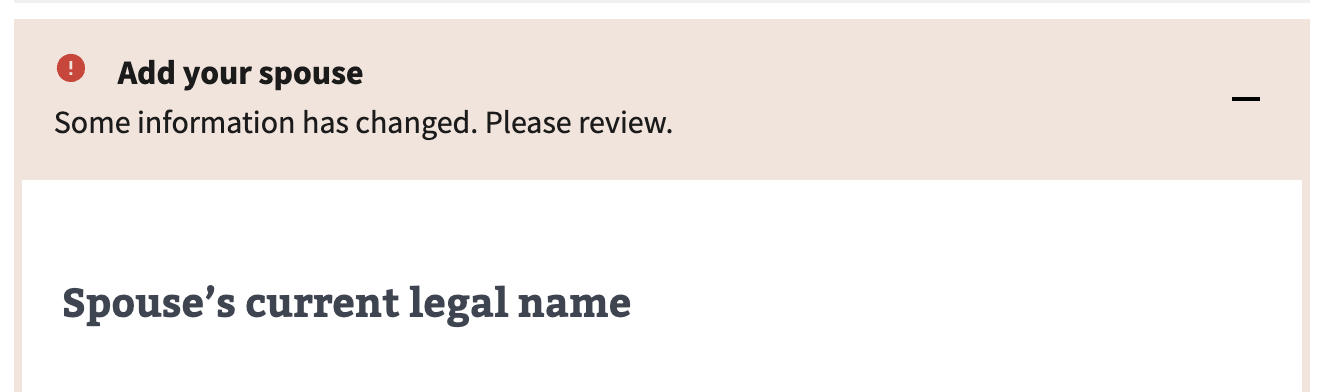 Add your spouse
Some information has changed. Please review.
Spouse’s current legal name